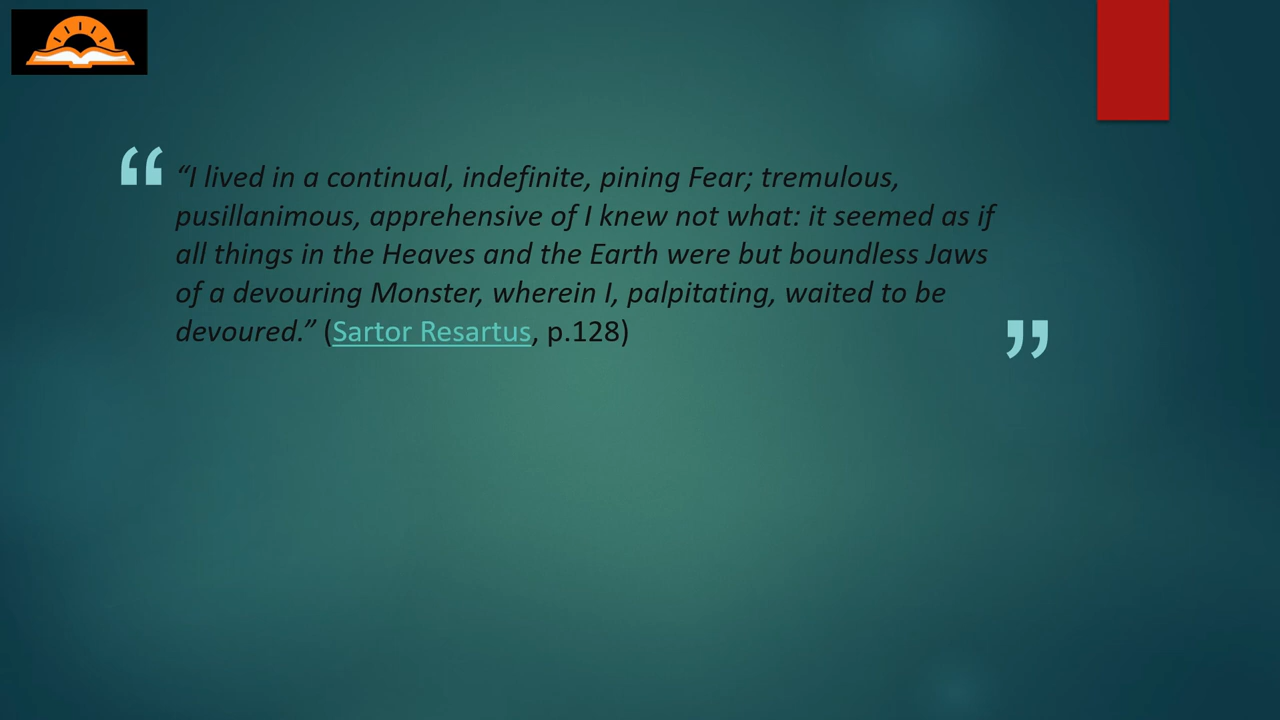 “I lived in a continual, indefinite, pining Fear; tremulous,
pusillanimous, apprehensive of I knew not what: it seemed as if
all things in the Heaves and the Earth were but boundless Jaws
of a devouring Monster, wherein I, palpitating, waited to be
devoured.” (Sartor Resartus, p.128)